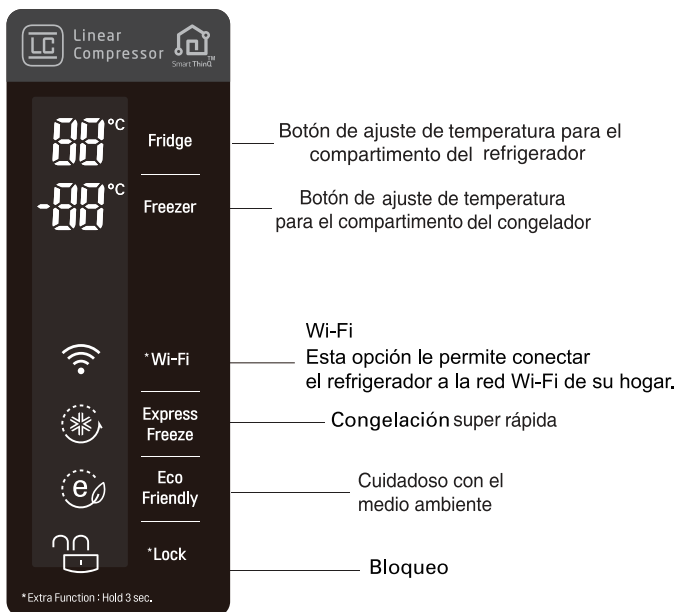 LC Linear
Compressor
Smart ThinQ™
88°C
Fridge
Botón de ajuste de temperatura para el
compartimento del refrigerador
-88°C
Freezer
Botón de ajuste de temperatura
para el compartimento del congelador
*Wi-Fi
Wi-Fi
Esta opción le permite conectar
el refrigerador a la red Wi-Fi de su hogar.
Express
Freeze
Congelación super rápida
e
Eco
Friendly
Cuidadoso con el
medio ambiente
*Lock
Bloqueo
*Extra Function : Hold 3 sec.